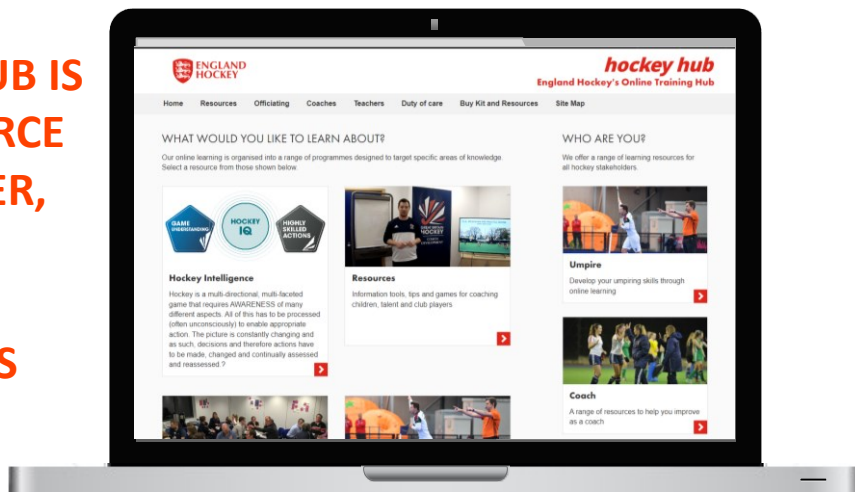 UB IS
RCE
ER,
S
ENGLAND
HOCKEY
hockey hub
England Hockey's Online Training Hub
Home Resources Officiating Coaches Teachers Duty of care Buy Kit and Resources Site Map
WHAT WOULD YOU LIKE TO LEARN ABOUT?
Our online learning is organised into a range of programmes designed to target specific areas of knowledge.
Select a resource from those shown below.
GAME
UNDERSTANDING
HOCKEY
IQ
HIGHLY
SKILLED
ACTIONS
Hockey Intelligence
Hockey is a multi-directional, multi-faceted
game that requires AWARENESS of many
different aspects. All of this has to be processed
(often unconsciously) to enable appropriate
action. The picture is constantly changing and
as such, decisions and therefore actions have
to be made, changed and continually assessed
and reassessed ?
HOCKEY
Resources
Information tools, tips and games for coaching
children, talent and club players
WHO ARE YOU?
We offer a range of learning resources for
all hockey stakeholders.
Umpire
Develop your umpiring skills through
online learning
Coach
A range of resources to help you improve
as a coach